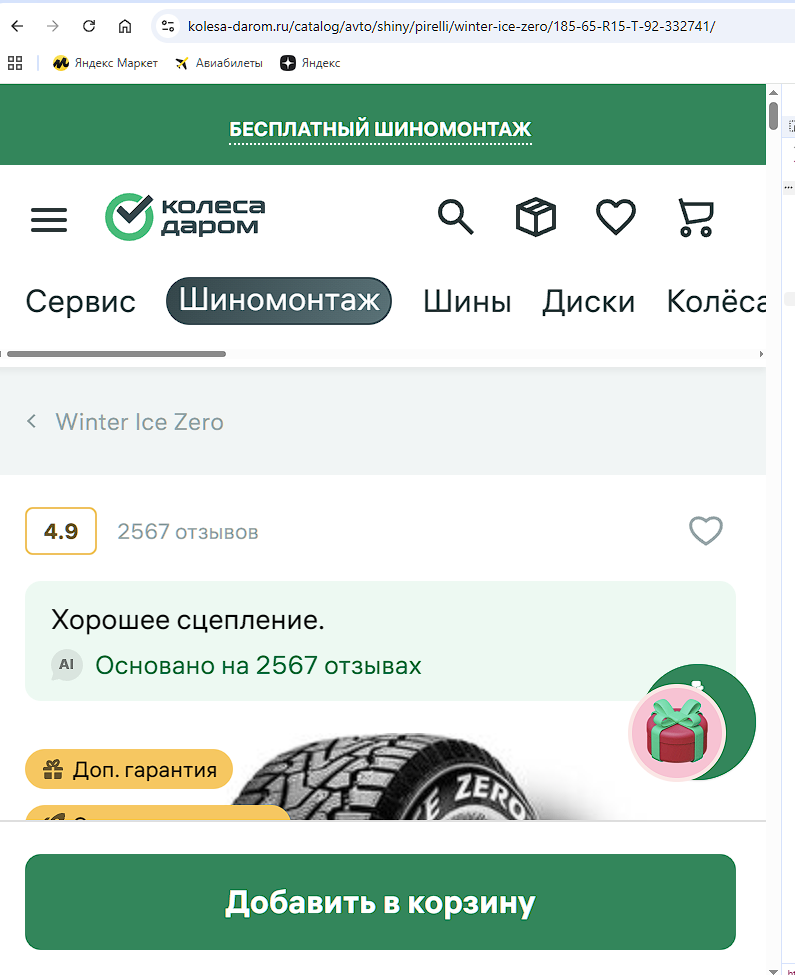 kolesa-darom.ru/catalog/avto/shiny/pirelli/winter-ice-zero/185-65-R15-T-92-332741/
Яндекс Маркет Авиабилеты Яндекс
БЕСПЛАТНЫЙ ШИНОМОНТАЖ
колеса
даром
Сервис Шиномонтаж Шины Диски Колёса
Winter Ice Zero
4.9 2567 отзывов
Хорошее сцепление.
AI Основано на 2567 отзывах
Доп. гарантия
ZERO
Добавить в корзину